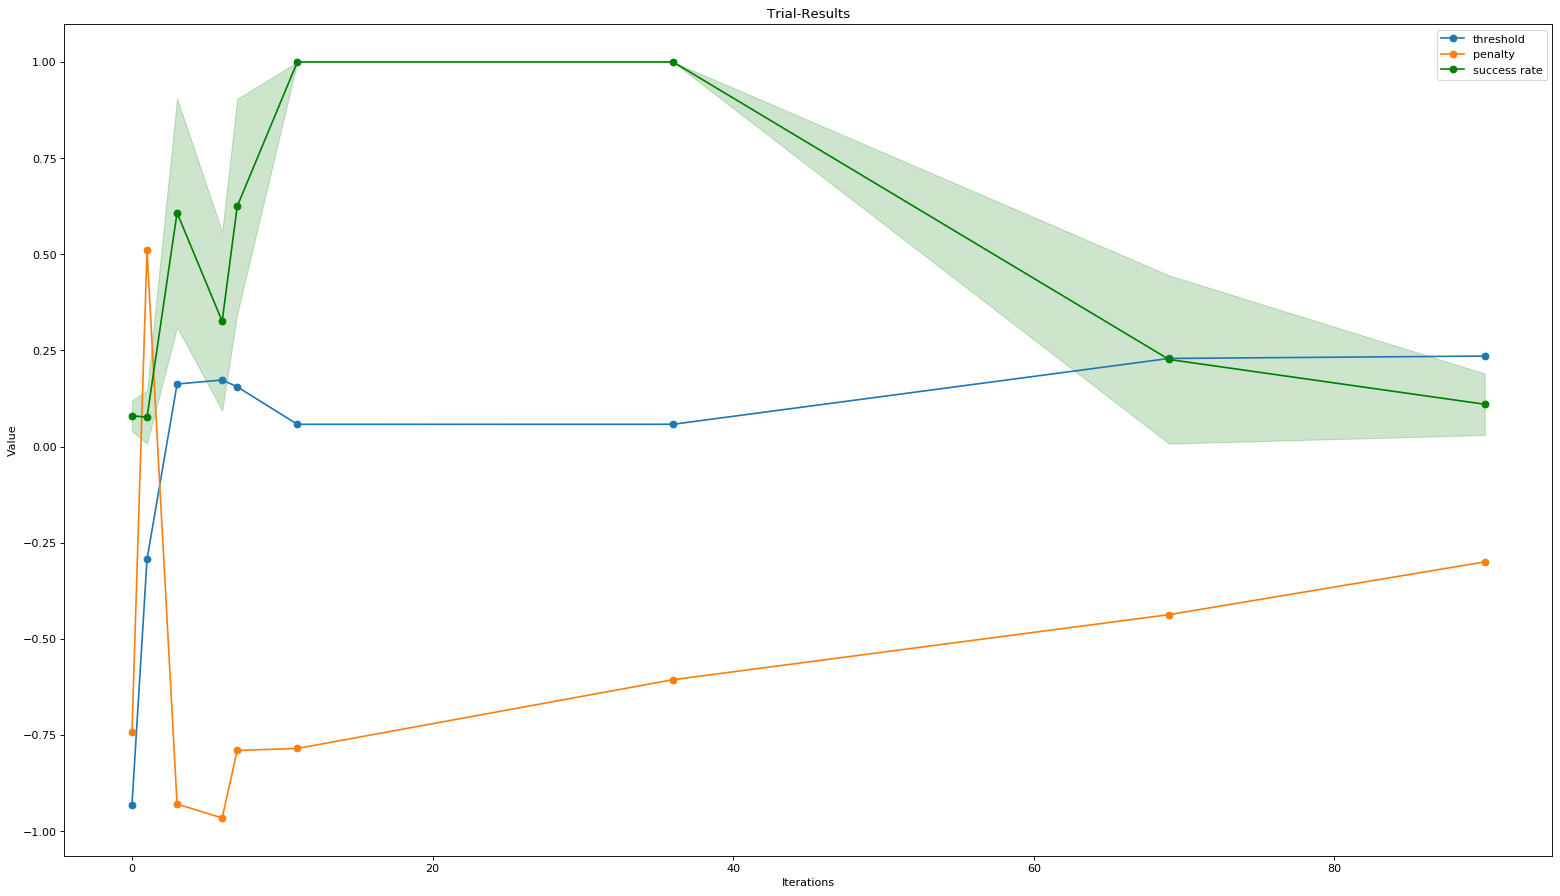 Trial-Results
threshold
penalty
success rate
1.00
0.75
0.50
0.25
0.00
−0.25
−0.50
−0.75
−1.00
Value
0 20 40 60 80
Iterations